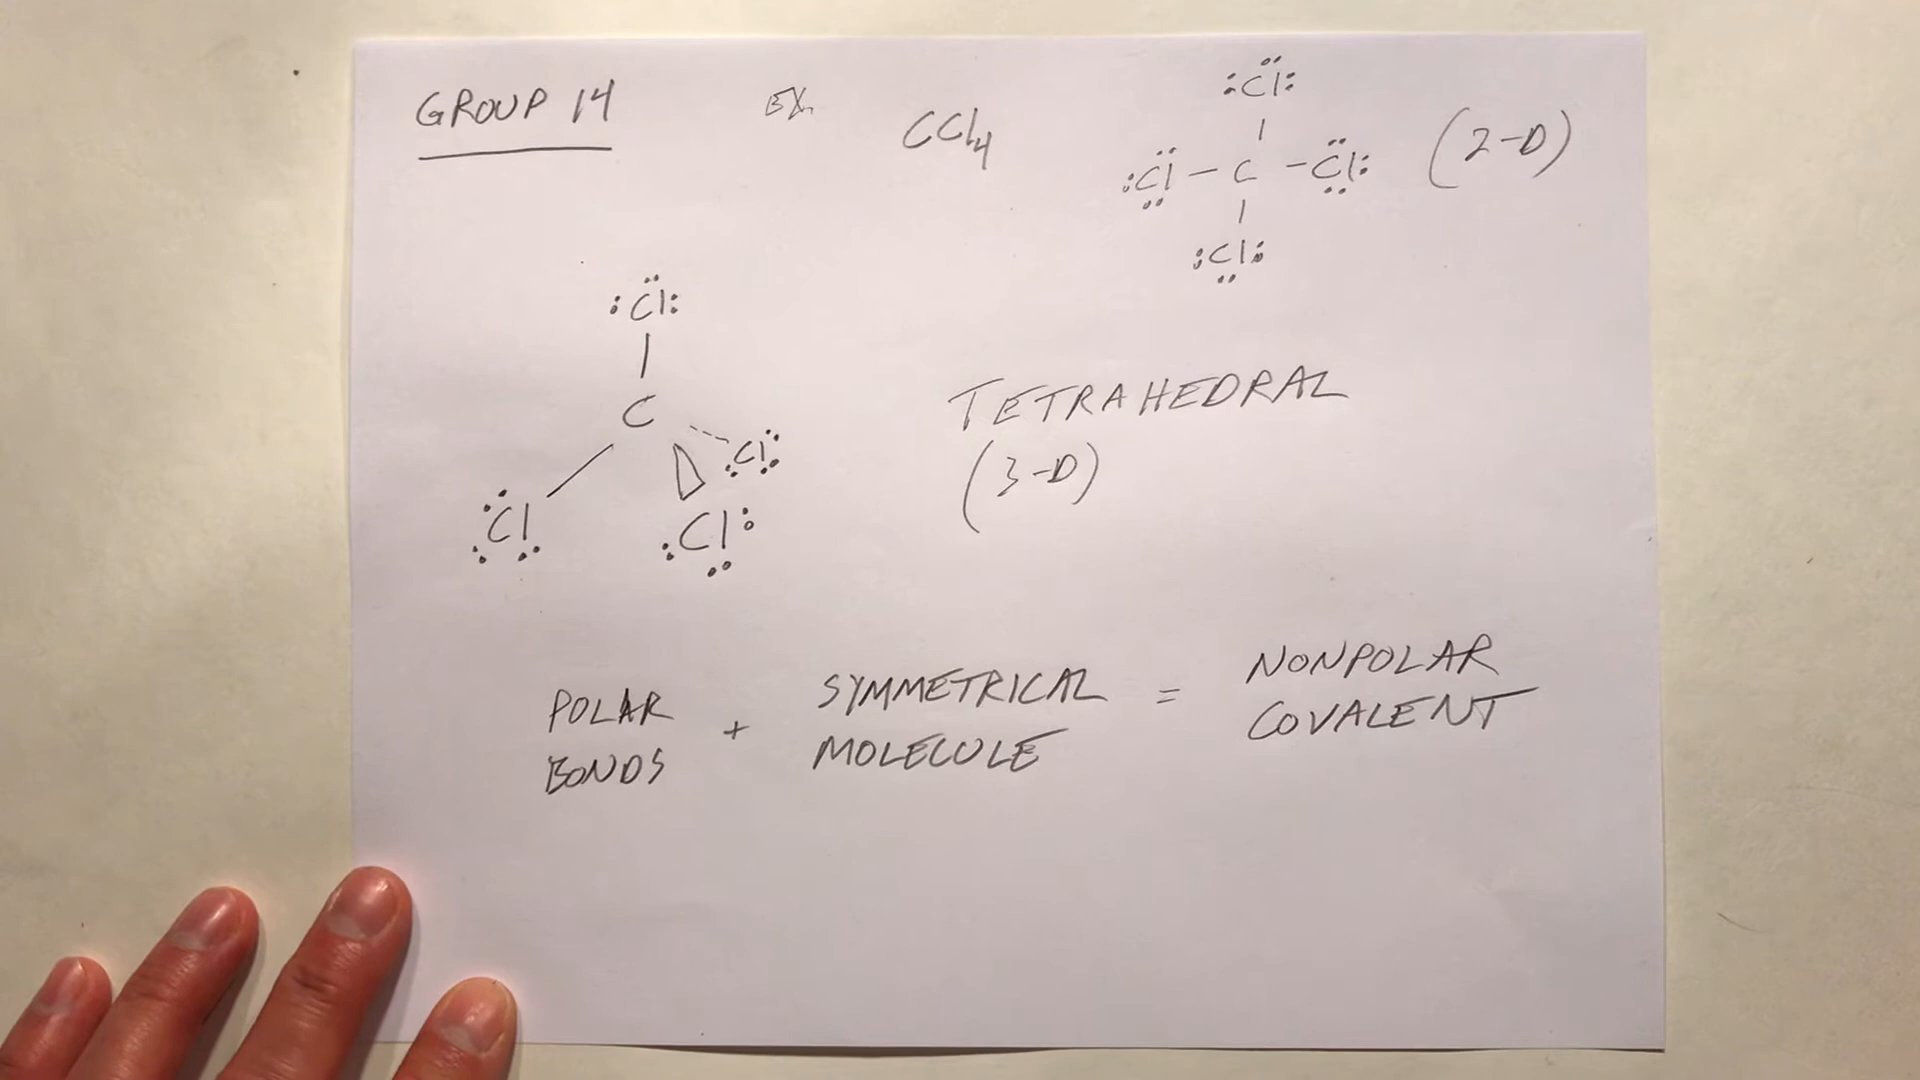 GROUP 14
EX.
CCl4
:Cl:
:Cl - C - Cl:
:Cl:
(2-D)
:Cl:
C
Cl
Cl
:Cl:
TETRAHEDRAL
(3-D)
POLAR
BONDS
+
SYMMETRICAL
MOLECULE
=
NONPOLAR
COVALENT